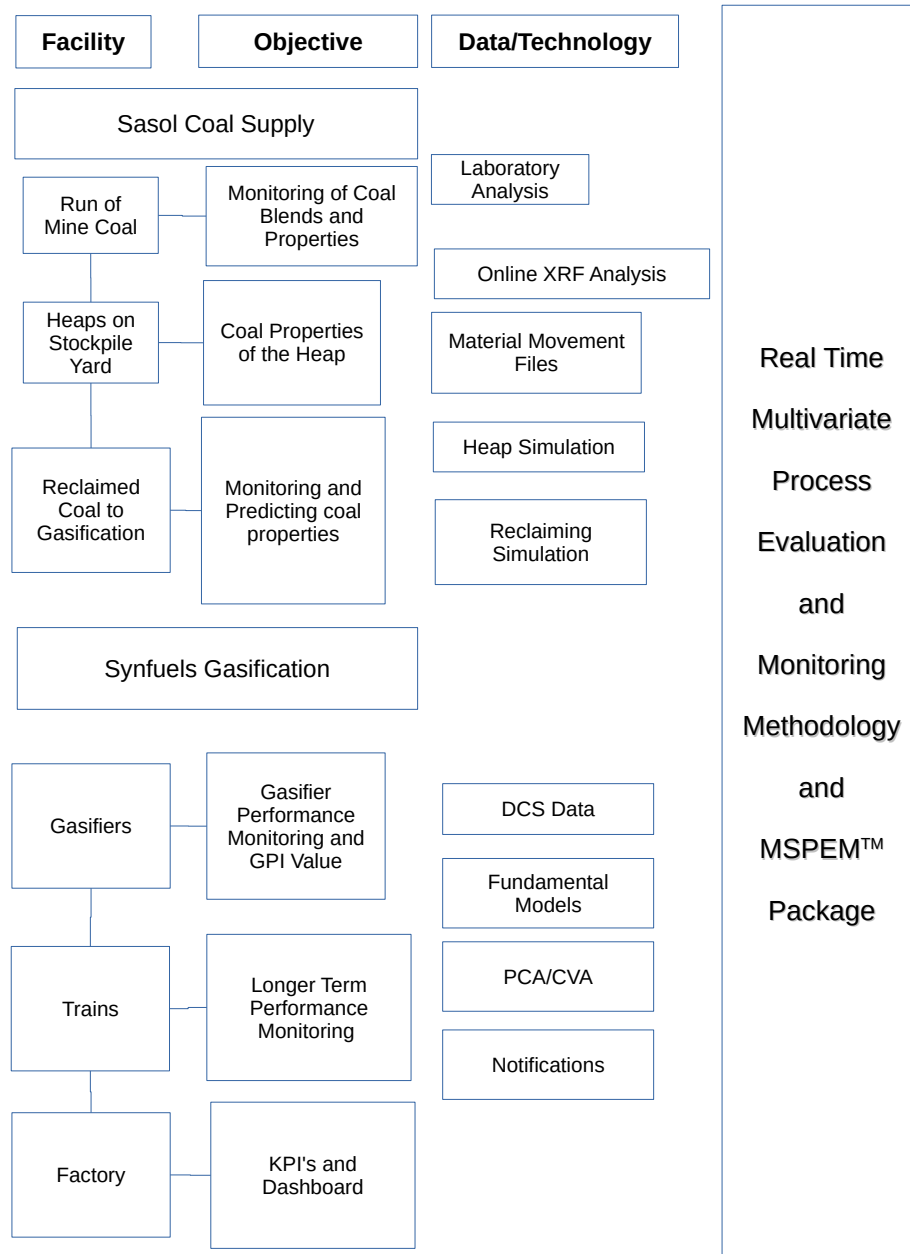 Facility
Objective
Data/Technology
Sasol Coal Supply
Laboratory
Analysis
Run of
Mine Coal
Monitoring of Coal
Blends and
Properties
Online XRF Analysis
Heaps on
Stockpile
Yard
Coal Properties
of the Heap
Material Movement
Files
Heap Simulation
Reclaimed
Coal to
Gasification
Monitoring and
Predicting coal
properties
Reclaiming
Simulation
Synfuels Gasification
Gasifiers
Gasifier
Performance
Monitoring and
GPI Value
DCS Data
Fundamental
Models
Trains
Longer Term
Performance
Monitoring
PCA/CVA
Notifications
Factory
KPI's and
Dashboard
Real Time
Multivariate
Process
Evaluation
and
Monitoring
Methodology
and
MSPEM™
Package